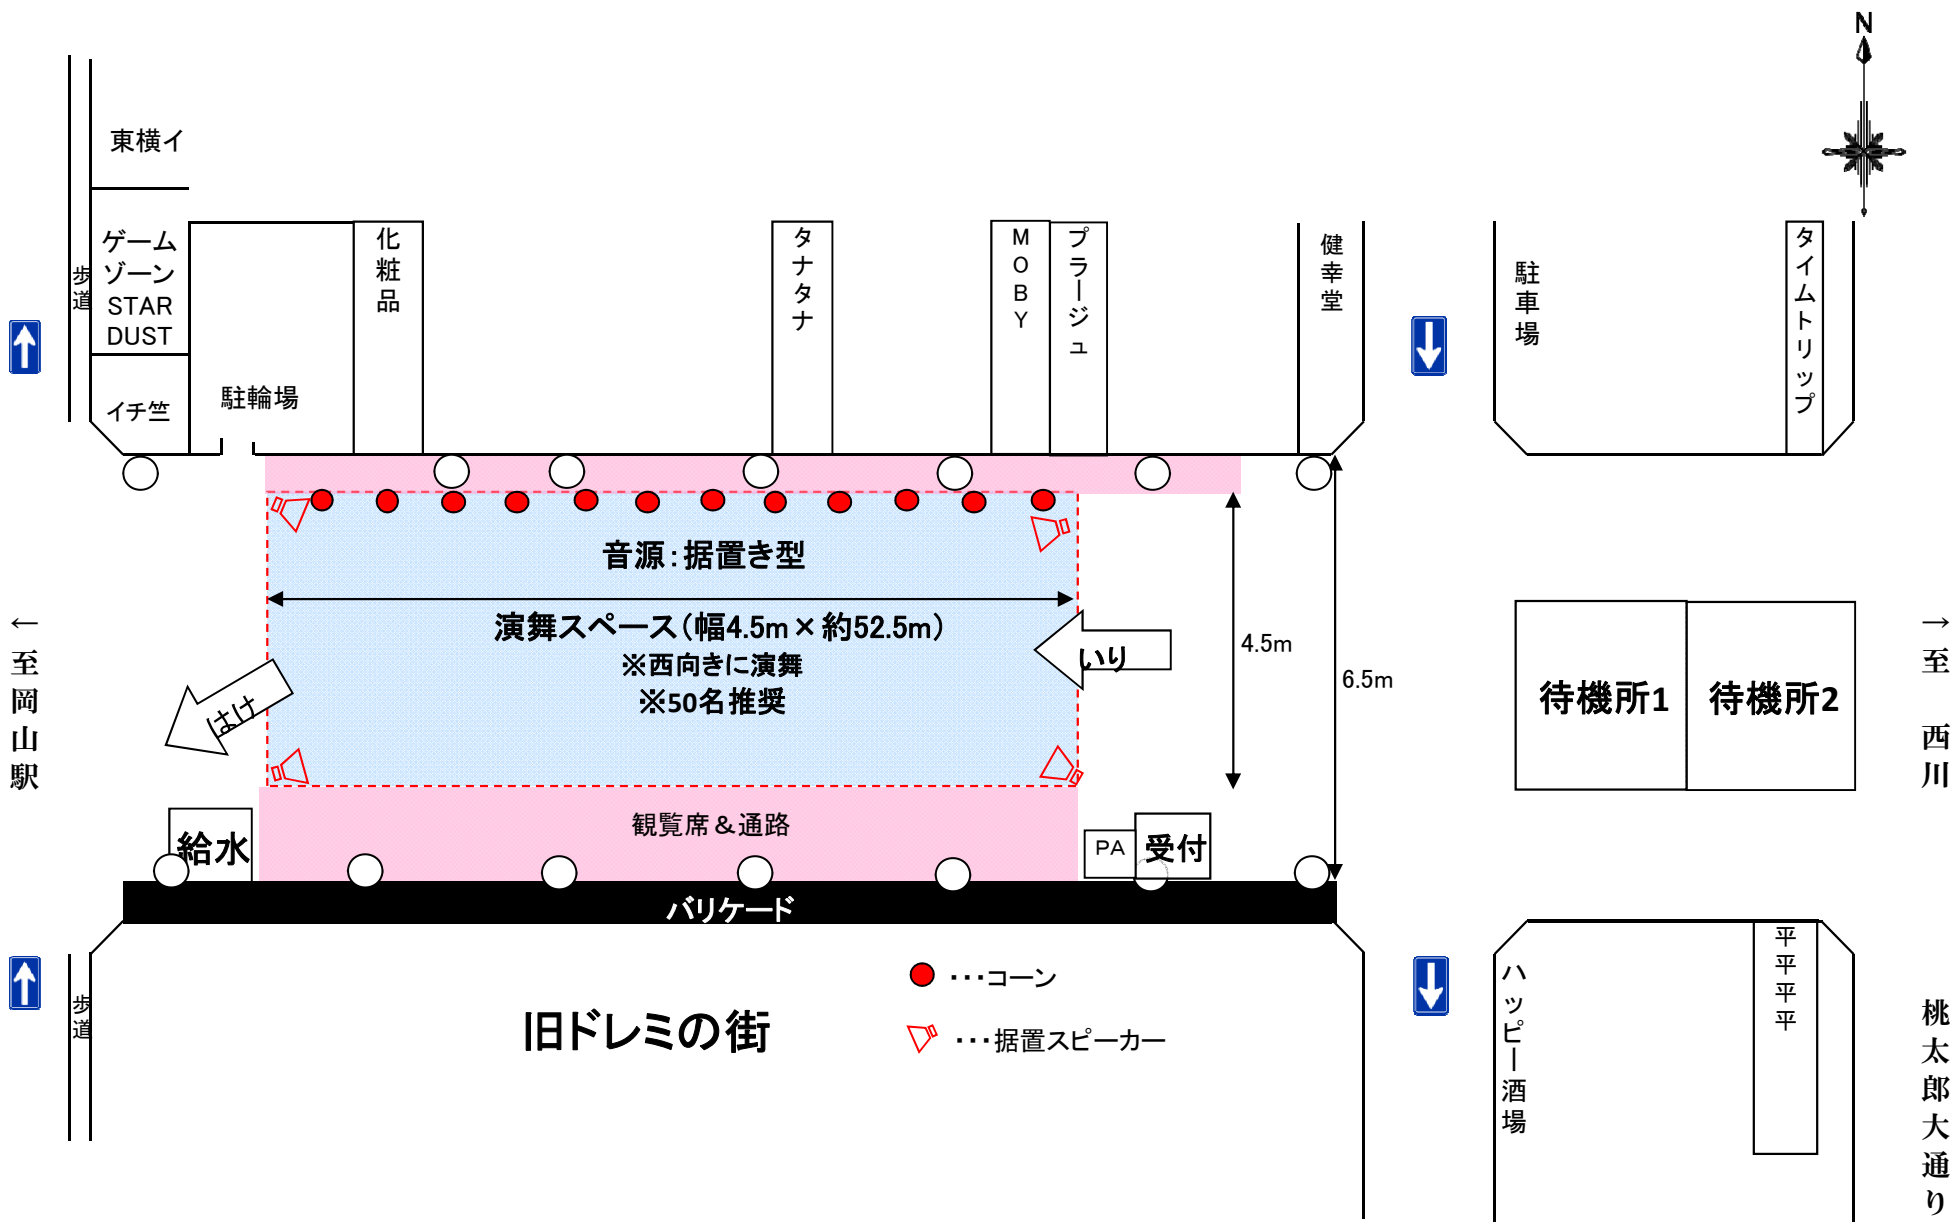 N
東横イ
ゲーム
ゾーン
STAR
DUST
歩道
イチ竺
駐輪場
化粧品
タナタナ
MOBY
プラージュ
健幸堂
駐車場
タイムトリップ
音源：据置き型
演舞スペース（幅4.5m×約52.5m）
※西向きに演舞
※50名推奨
いり
はけ
4.5m
6.5m
待機所1
待機所2
←至岡山駅
→至 西川
給水
観覧席＆通路
PA
受付
バリケード
歩道
旧ドレミの街
･･･コーン
･･･据置スピーカー
ハッピー酒場
平平平平
桃太郎大通り